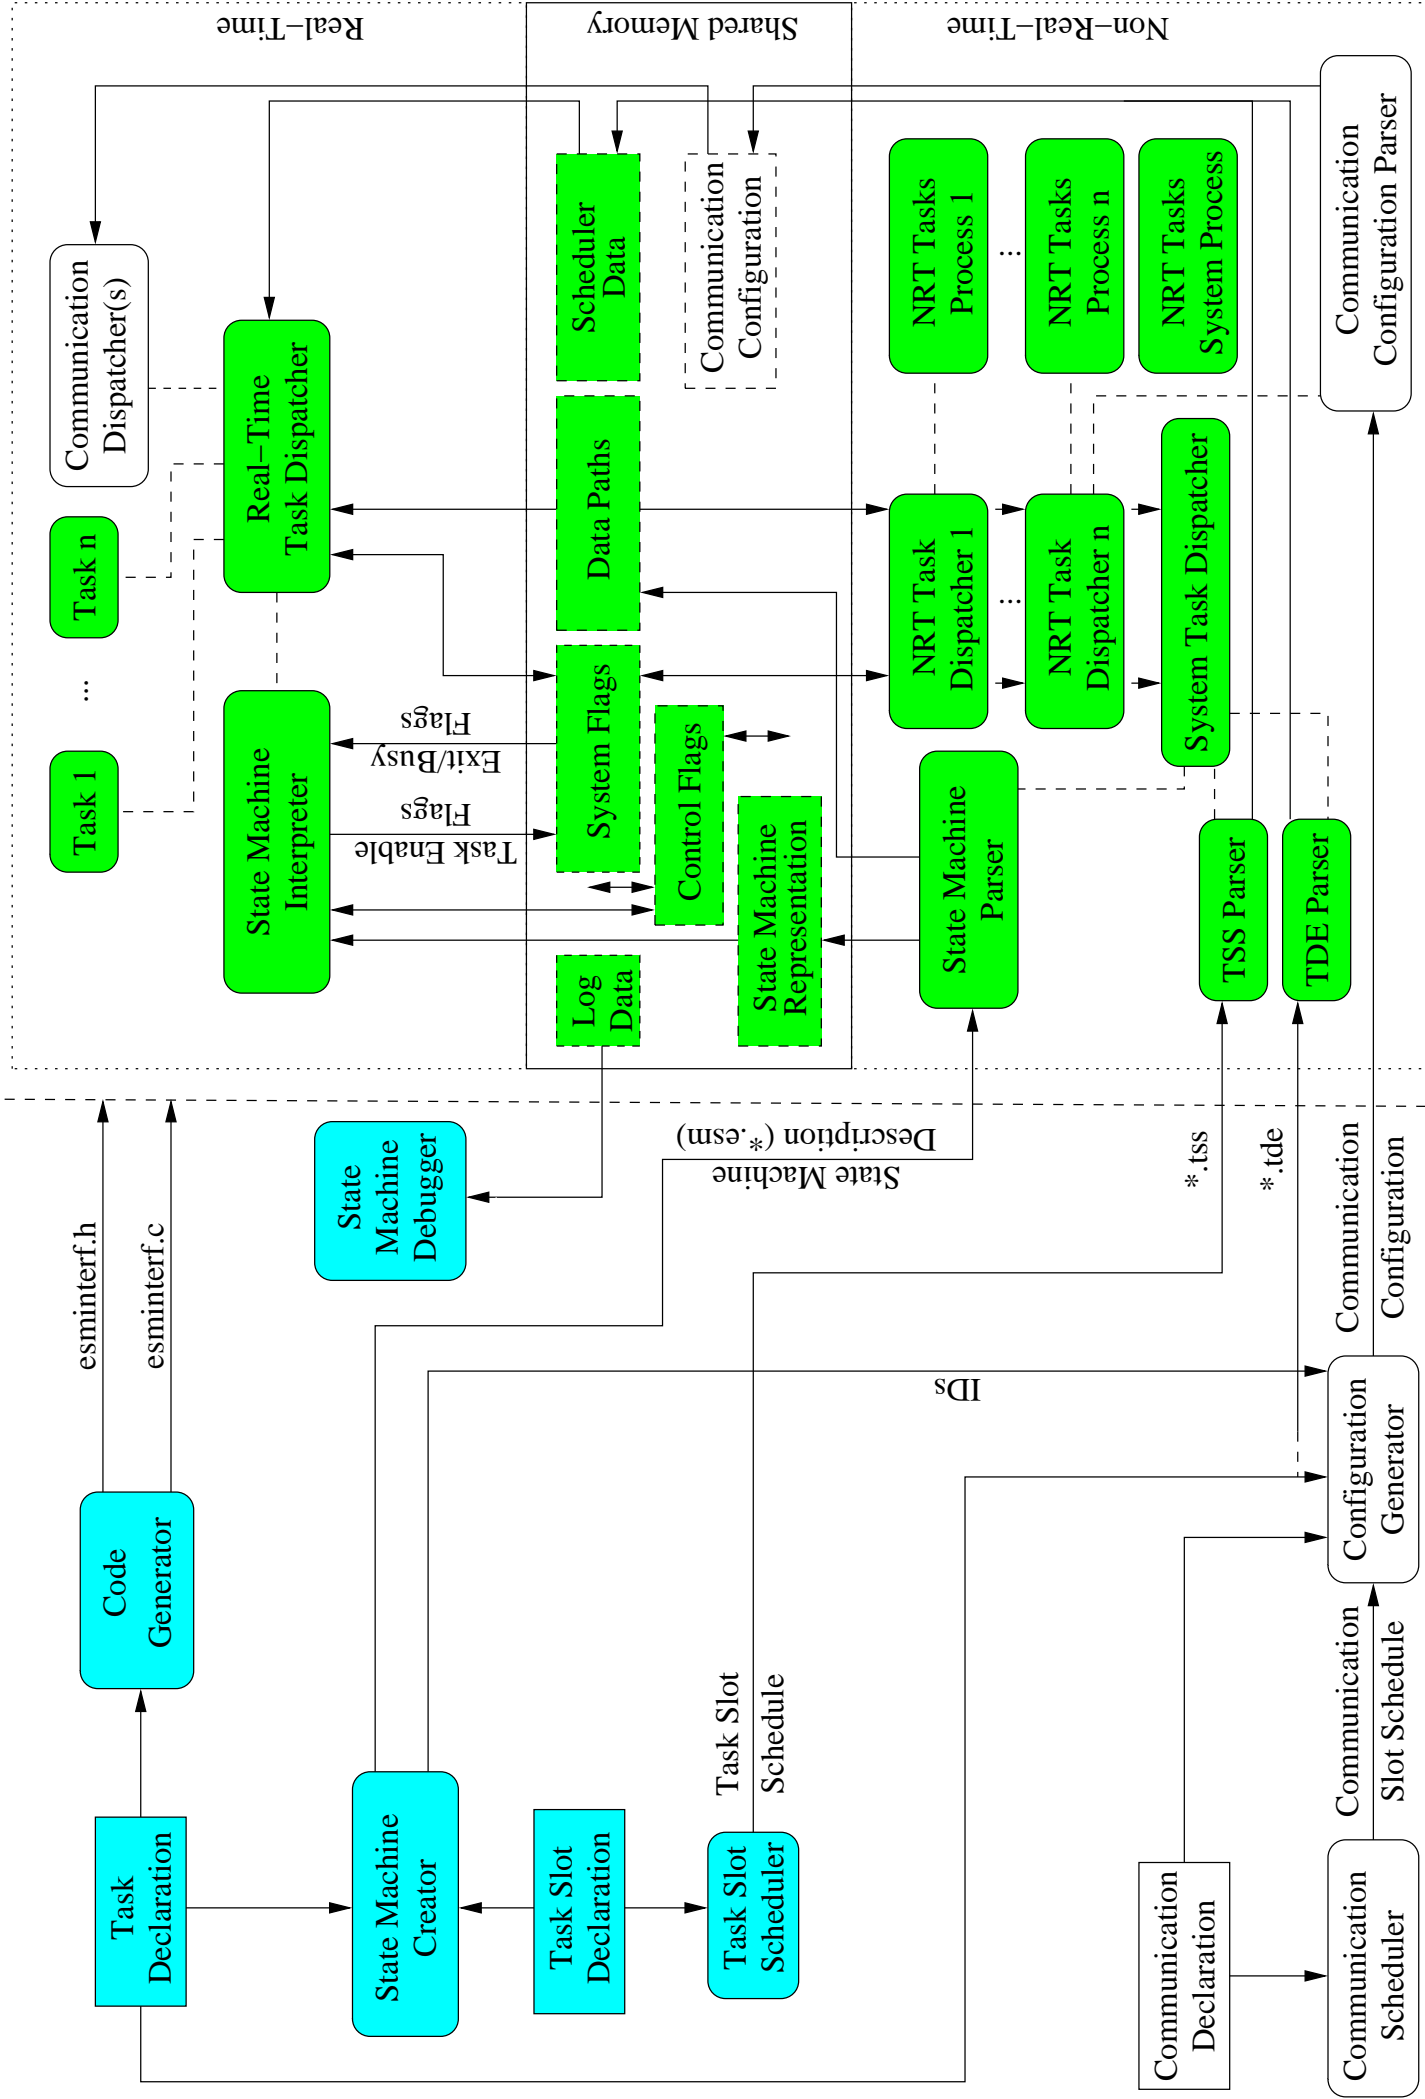 Task
Declaration
Code
Generator
esminterf.h
esminterf.c
State Machine
Creator
Task Slot
Declaration
Task Slot
Scheduler
Task Slot
Schedule
State
Machine
Debugger
State Machine
Description (*.esm)
IDs
*.tss
*.tde
Communication
Declaration
Communication
Scheduler
Communication
Slot Schedule
Configuration
Generator
Communication
Configuration
Real−Time
Task 1
...
Task n
Communication
Dispatcher(s)
State Machine
Interpreter
Real−Time
Task Dispatcher
Task Enable
Flags
Exit/Busy
Flags
Shared Memory
Log
Data
System Flags
Data Paths
Scheduler
Data
Control Flags
Communication
Configuration
State Machine
Representation
Non−Real−Time
State Machine
Parser
NRT Task
Dispatcher 1
...
NRT Task
Dispatcher n
System Task Dispatcher
NRT Tasks
Process 1
...
NRT Tasks
Process n
NRT Tasks
System Process
TSS Parser
TDE Parser
Communication
Configuration Parser